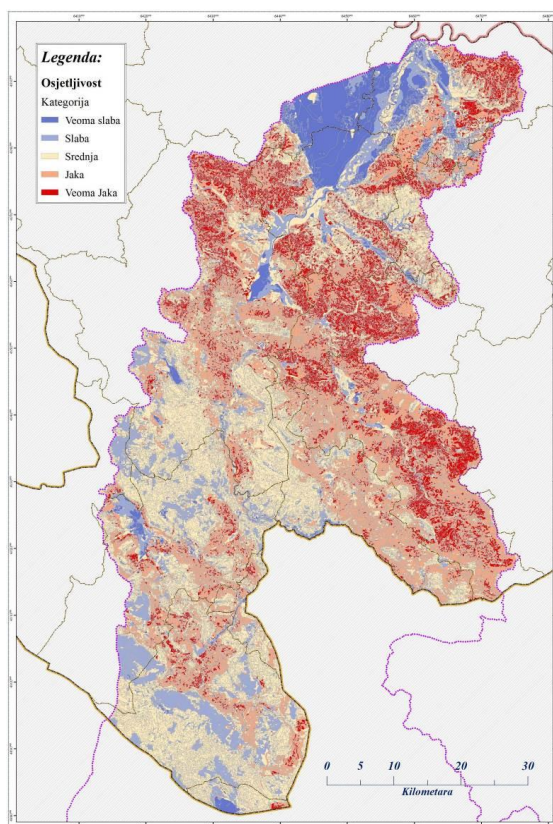 Legenda:
Osjetljivost
Kategorija
Veoma slaba
Slaba
Srednja
Jaka
Veoma Jaka
0 5 10 20 30
Kilometara